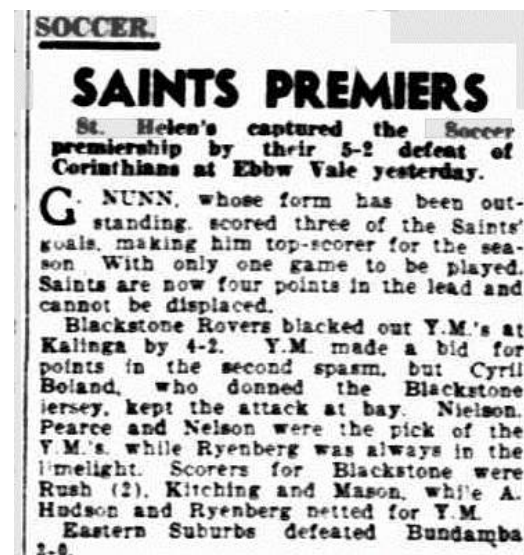 SOCCER.
SAINTS PREMIERS
St. Helen's captured the Soccer
premiership by their 5-2 defeat of
Corinthians at Ebbw Vale yesterday.
G. NUNN, whose form has been out-
standing, scored three of the Saints'
goals, making him top-scorer for the sea-
son. With only one game to be played,
Saints are now four points in the lead and
cannot be displaced.
Blackstone Rovers blacked out Y.M.'s at
Kalinga by 4-2. Y.M. made a bid for
points in the second spasm, but Cyril
Boland, who donned the Blackstone
jersey, kept the attack at bay. Nielson,
Pearce and Nelson were the pick of the
Y.M.'s, while Ryenberg was always in the
limelight. Scorers for Blackstone were
Rush (2), Kitching and Mason, while A.
Hudson and Ryenberg netted for Y.M.
Eastern Suburbs defeated Bundamba
2-0.